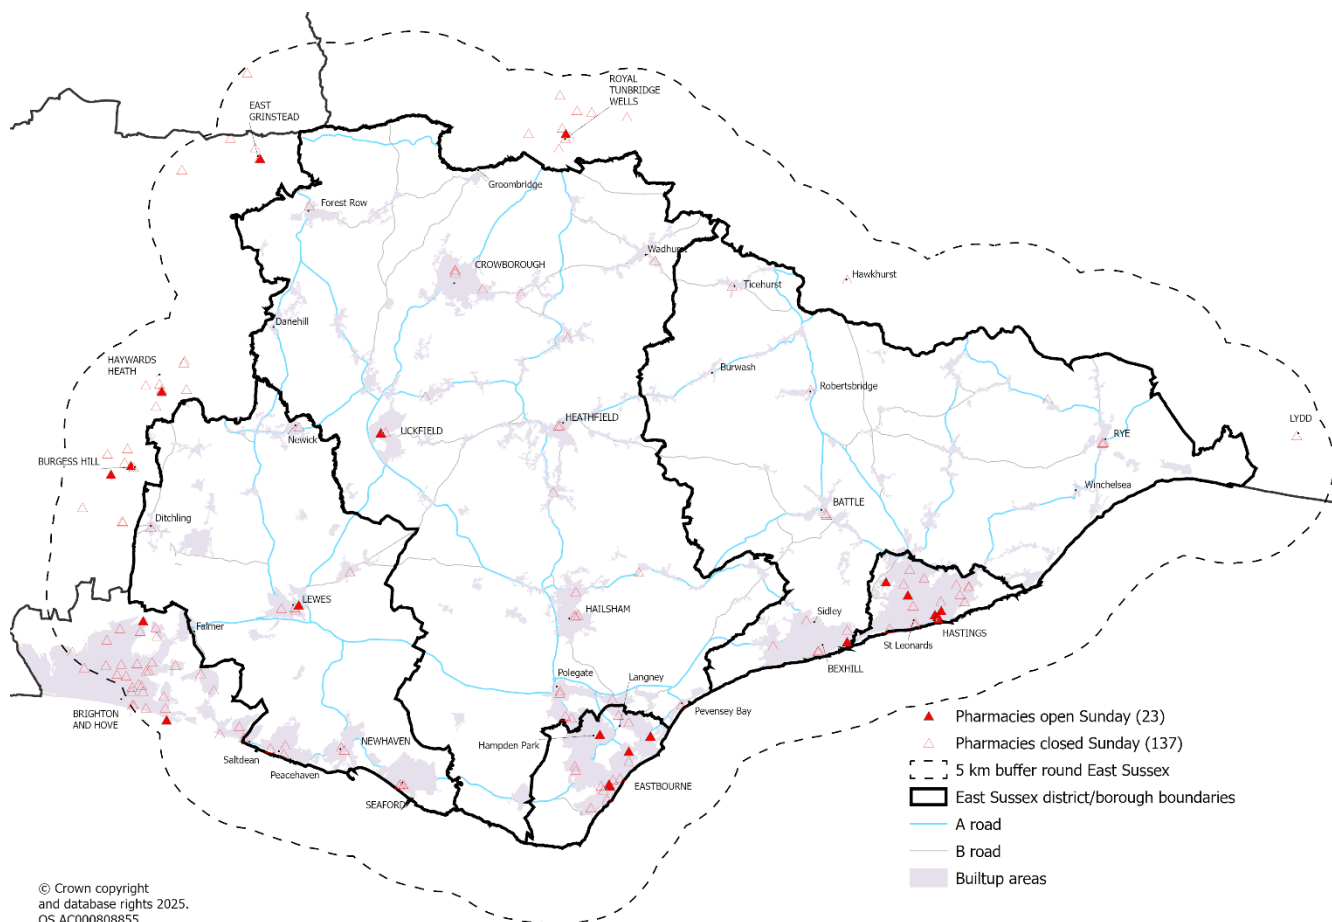 ROYAL
TUNBRIDGE
WELLS
EAST
GRINSTEAD
Groombridge
Forest Row
Wadhurst
CROWBOROUGH
Hawkhurst
Ticehurst
Danehill
HAYWARDS
HEATH
Burwash
Robertsbridge
HEATHFIELD
LYDD
UCKFIELD
Newick
RYE
BURGESS HILL
Winchelsea
BATTLE
Ditchling
LEWES
HAILSHAM
Sidley
Falmer
HASTINGS
St Leonards
BEXHILL
Polegate
Langney
Pevensey Bay
BRIGHTON
AND HOVE
Hampden Park
NEWHAVEN
Saltdean
Peacehaven
EASTBOURNE
SEAFORD
Pharmacies open Sunday (23)
Pharmacies closed Sunday (137)
5 km buffer round East Sussex
East Sussex district/borough boundaries
A road
B road
Builtup areas
© Crown copyright
and database rights 2025.
OS AC000808855